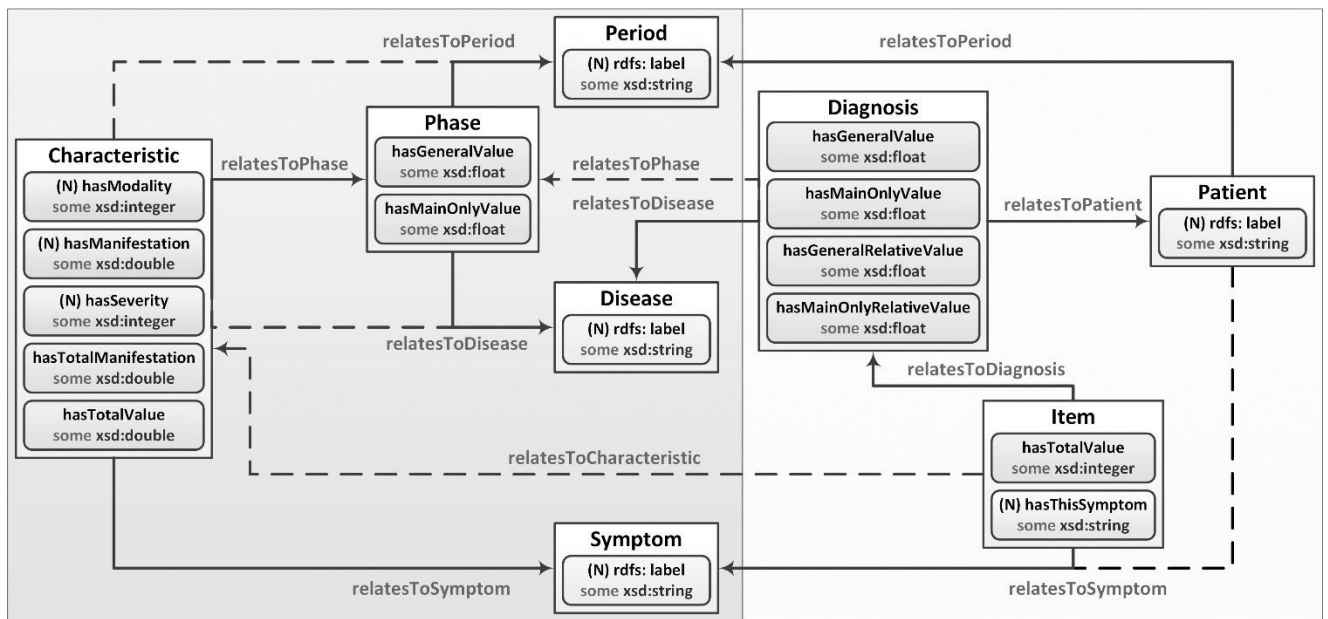 relatesToPeriod
Period
(N) rdfs: label
some xsd:string
relatesToPeriod
Characteristic
(N) hasModality
some xsd:integer
(N) hasManifestation
some xsd:double
(N) hasSeverity
some xsd:integer
hasTotalManifestation
some xsd:double
hasTotalValue
some xsd:double
relatesToPhase
Phase
hasGeneralValue
some xsd:float
hasMainOnlyValue
some xsd:float
relatesToPhase
relatesToDisease
Diagnosis
hasGeneralValue
some xsd:float
hasMainOnlyValue
some xsd:float
hasGeneralRelativeValue
some xsd:float
hasMainOnlyRelativeValue
some xsd:float
relatesToPatient
Patient
(N) rdfs: label
some xsd:string
Disease
(N) rdfs: label
some xsd:string
relatesToDisease
relatesToDiagnosis
Item
hasTotalValue
some xsd:integer
(N) hasThisSymptom
some xsd:string
relatesToCharacteristic
Symptom
(N) rdfs: label
some xsd:string
relatesToSymptom
relatesToSymptom